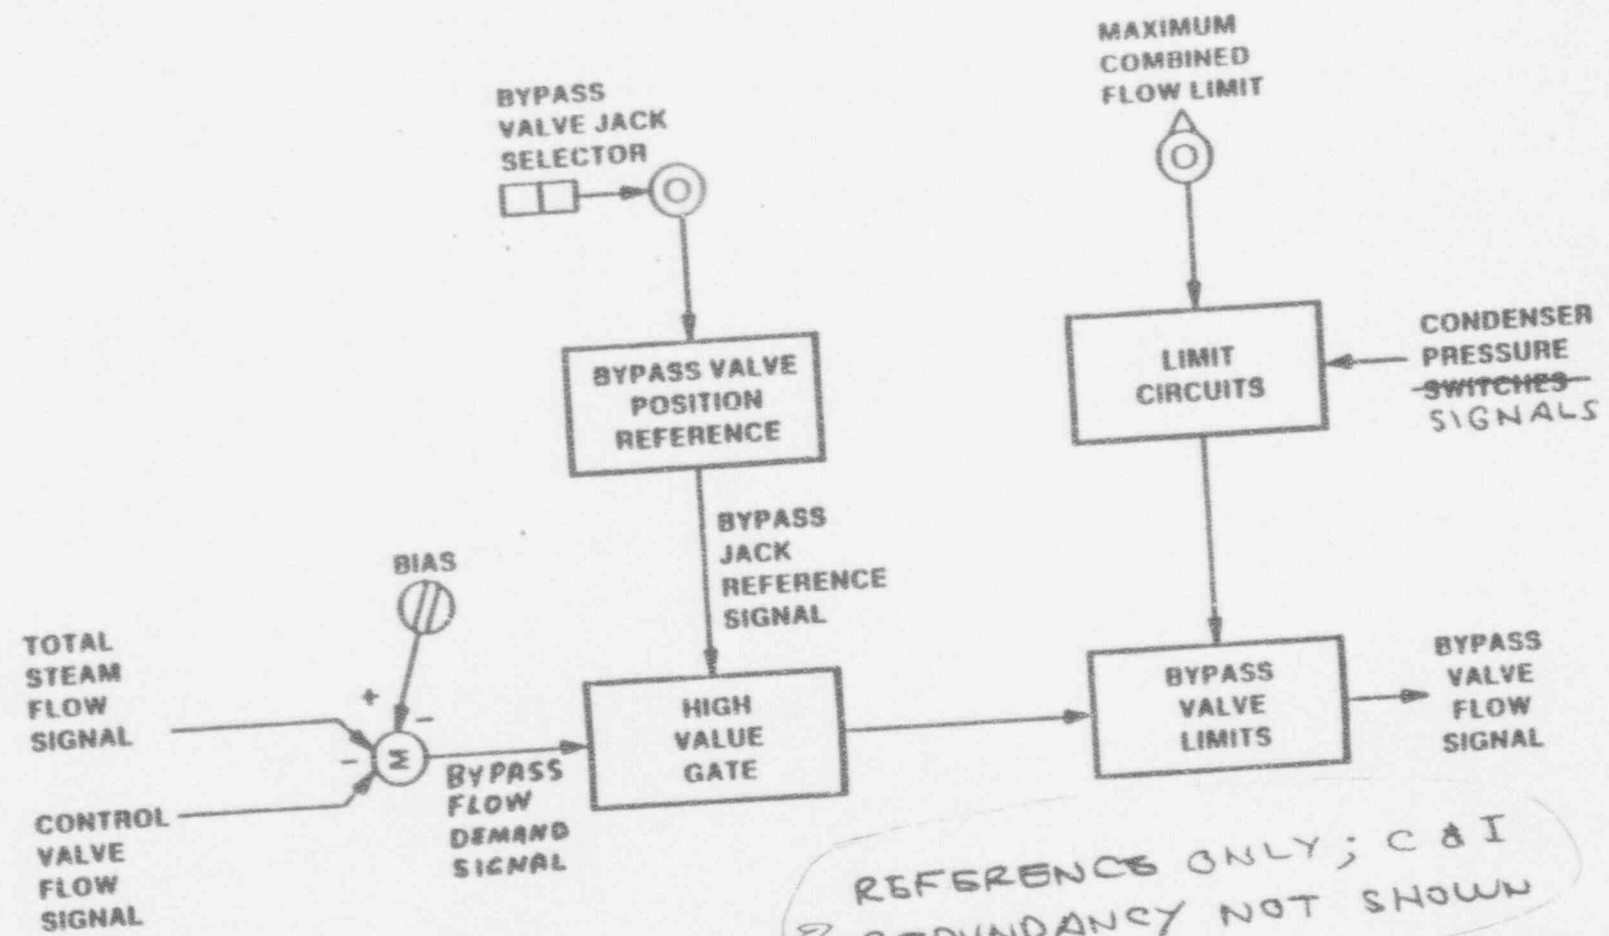 MAXIMUM
COMBINED
FLOW LIMIT
BYPASS
VALVE JACK
SELECTOR
BYPASS VALVE
POSITION
REFERENCE
LIMIT
CIRCUITS
CONDENSER
PRESSURE
SWITCHES
SIGNALS
BYPASS
JACK
REFERENCE
SIGNAL
BIAS
TOTAL
STEAM
FLOW
SIGNAL
+
-
-
Σ
CONTROL
VALVE
FLOW
SIGNAL
BYPASS
FLOW
DEMAND
SIGNAL
HIGH
VALUE
GATE
BYPASS
VALVE
LIMITS
BYPASS
VALVE
FLOW
SIGNAL
REFERENCE ONLY; C & I
& REDUNDANCY NOT SHOWN